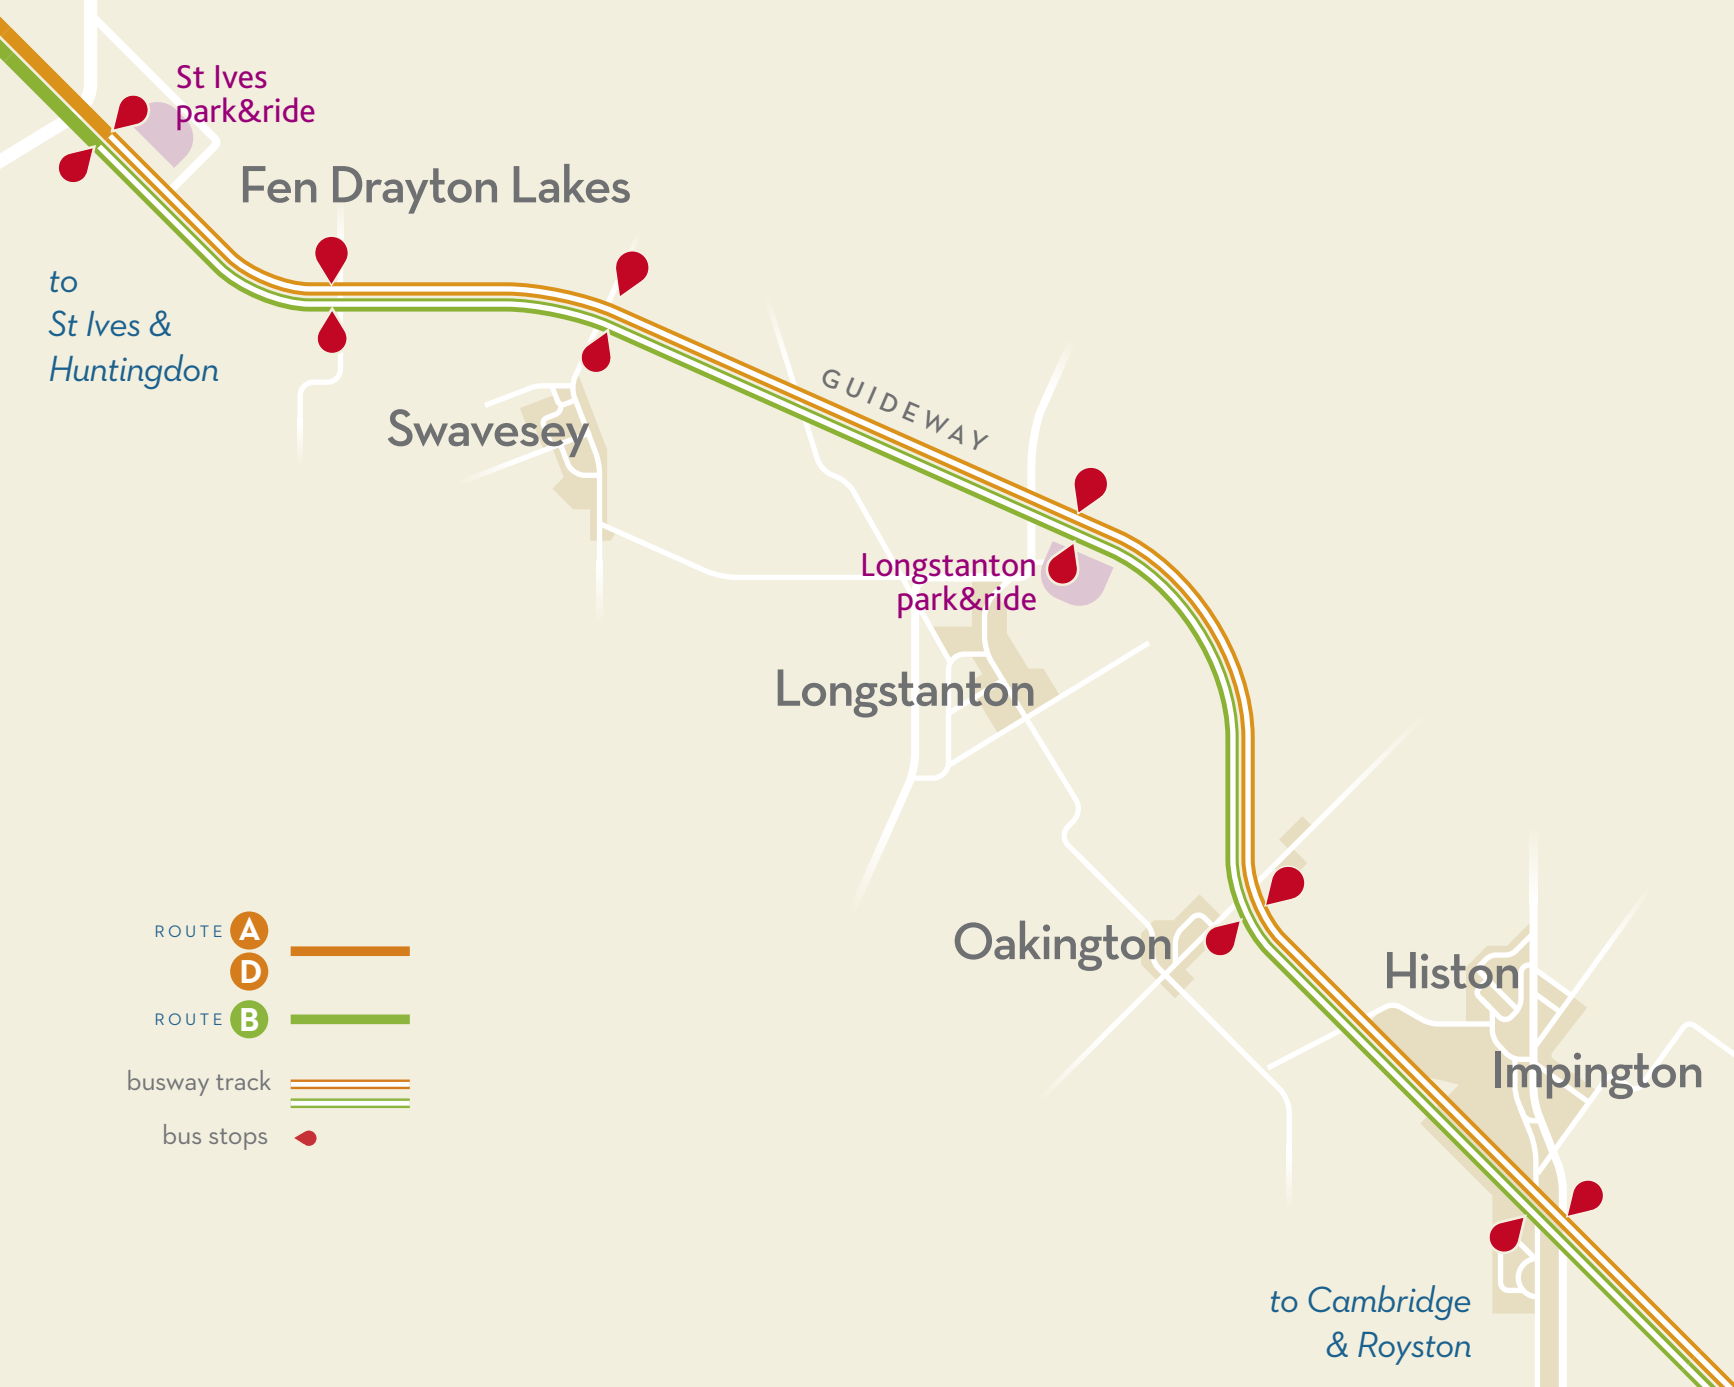 St Ives
park&ride
Fen Drayton Lakes
to
St Ives &
Huntingdon
Swavesey
GUIDEWAY
Longstanton
park&ride
Longstanton
Oakington
Histon
Impington
ROUTE A
D
ROUTE B
busway track
bus stops
to Cambridge
& Royston